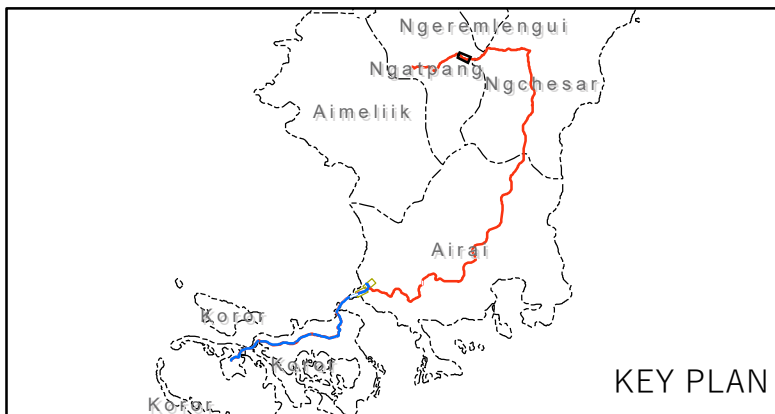 Ngeremlengui
Ngatpang
Ngchesar
Aimeliik
Airai
Koror
Koror
Koror
KEY PLAN